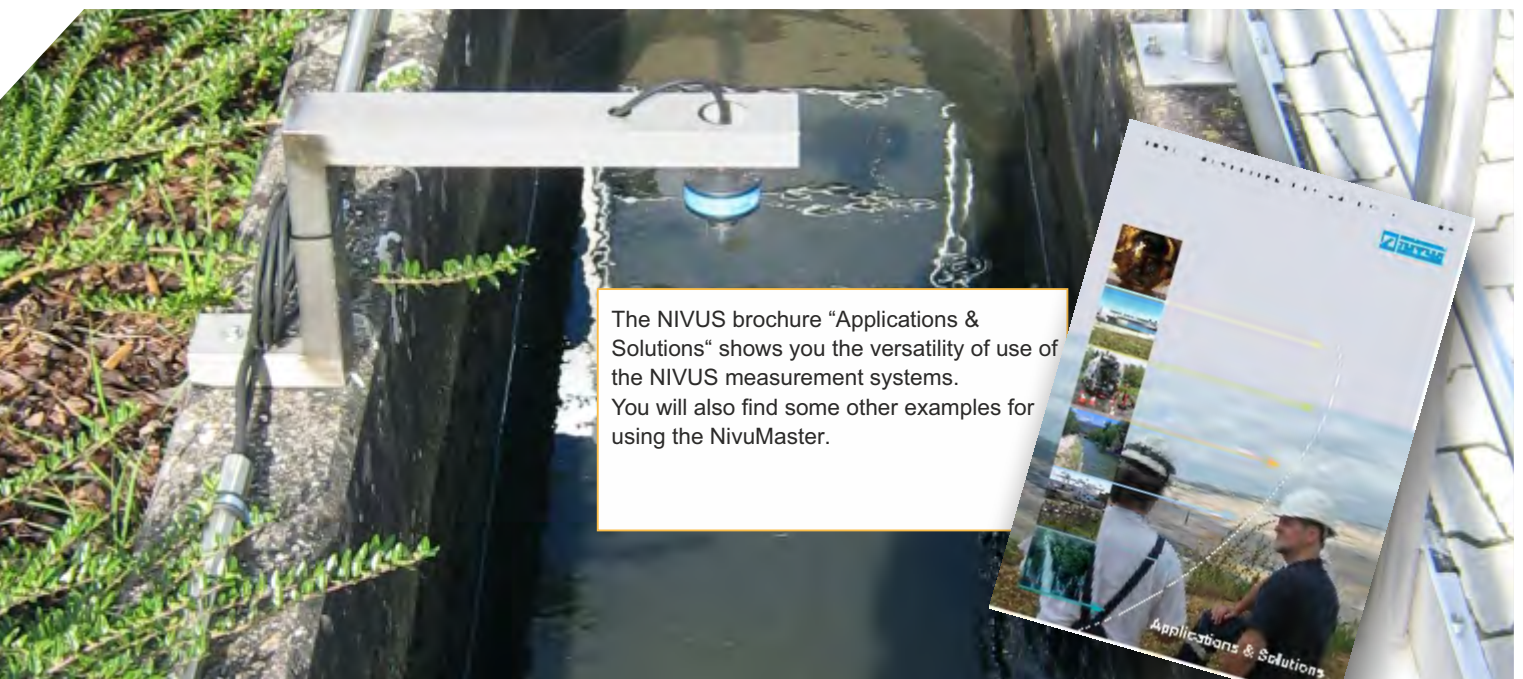 The NIVUS brochure “Applications &
Solutions“ shows you the versatility of use of
the NIVUS measurement systems.
You will also find some other examples for
using the NivuMaster.
Applications & Solutions